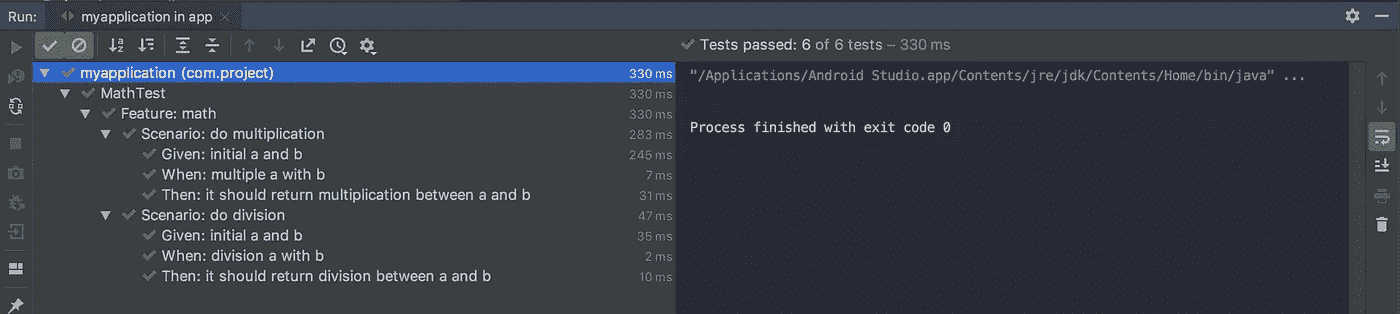 Run: myapplication in app
Tests passed: 6 of 6 tests – 330 ms
myapplication (com.project) 330 ms
MathTest 330 ms
Feature: math 330 ms
Scenario: do multiplication 283 ms
Given: initial a and b 245 ms
When: multiple a with b 7 ms
Then: it should return multiplication between a and b 31 ms
Scenario: do division 47 ms
Given: initial a and b 35 ms
When: division a with b 2 ms
Then: it should return division between a and b 10 ms
"/Applications/Android Studio.app/Contents/jre/jdk/Contents/Home/bin/java" ...
Process finished with exit code 0